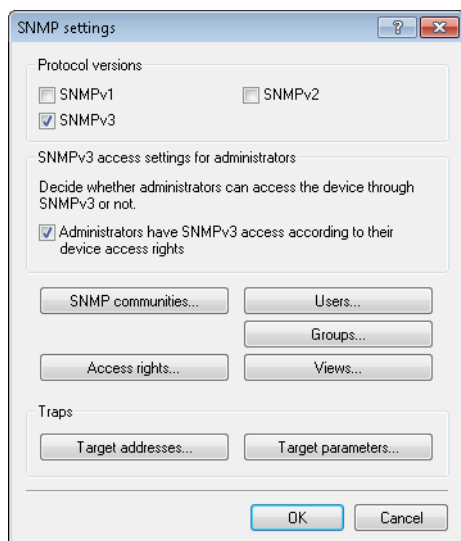 SNMP settings
Protocol versions
SNMPv1
SNMPv2
SNMPv3
SNMPv3 access settings for administrators
Decide whether administrators can access the device through
SNMPv3 or not.
Administrators have SNMPv3 access according to their
device access rights
SNMP communities...
Users...
Groups...
Access rights...
Views...
Traps
Target addresses...
Target parameters...
OK
Cancel